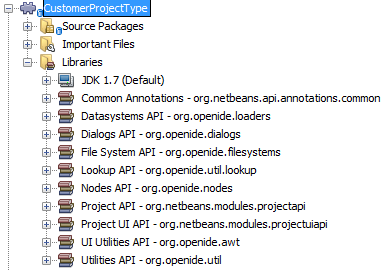 CustomerProjectType
Source Packages
Important Files
Libraries
JDK 1.7 (Default)
Common Annotations - org.netbeans.api.annotations.common
Datasystems API - org.openide.loaders
Dialogs API - org.openide.dialogs
File System API - org.openide.filesystems
Lookup API - org.openide.util.lookup
Nodes API - org.openide.nodes
Project API - org.netbeans.modules.projectapi
Project UI API - org.netbeans.modules.projectuiapi
UI Utilities API - org.openide.awt
Utilities API - org.openide.util